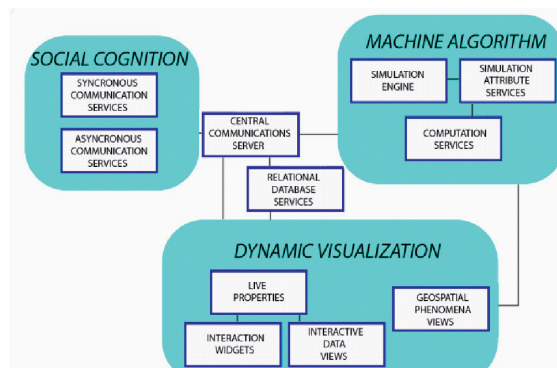 SOCIAL COGNITION
SYNCRONOUS
COMMUNICATION
SERVICES
ASYCRONOUS
COMMUNICATION
SERVICES
CENTRAL
COMMUNICATIONS
SERVER
RELATIONAL
DATABASE
SERVICES
MACHINE ALGORITHM
SIMULATION
ENGINE
SIMULATION
ATTRIBUTE
SERVICES
COMPUTATION
SERVICES
DYNAMIC VISUALIZATION
LIVE
PROPERTIES
INTERACTION
WIDGETS
INTERACTIVE
DATA
VIEWS
GEOSPATIAL
PHENOMENA
VIEWS